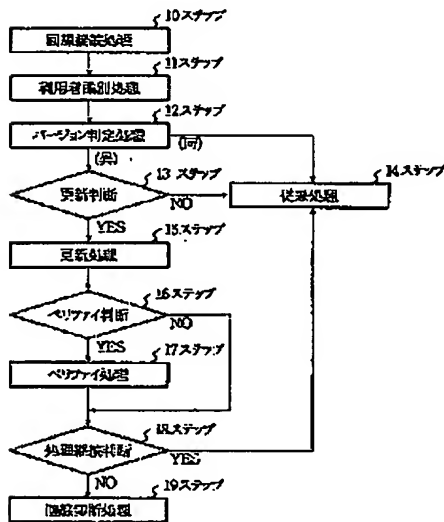 10ステップ
回線接続処理
11ステップ
利用者識別処理
12ステップ
バージョン判定処理
(同)
(異)
13 ステップ
14ステップ
更新判断
NO
従来処理
YES
15ステップ
更新処理
16ステップ
ベリファイ判断
NO
YES
17ステップ
ベリファイ処理
18ステップ
処理継続判断
YES
NO
19ステップ
回線切断処理